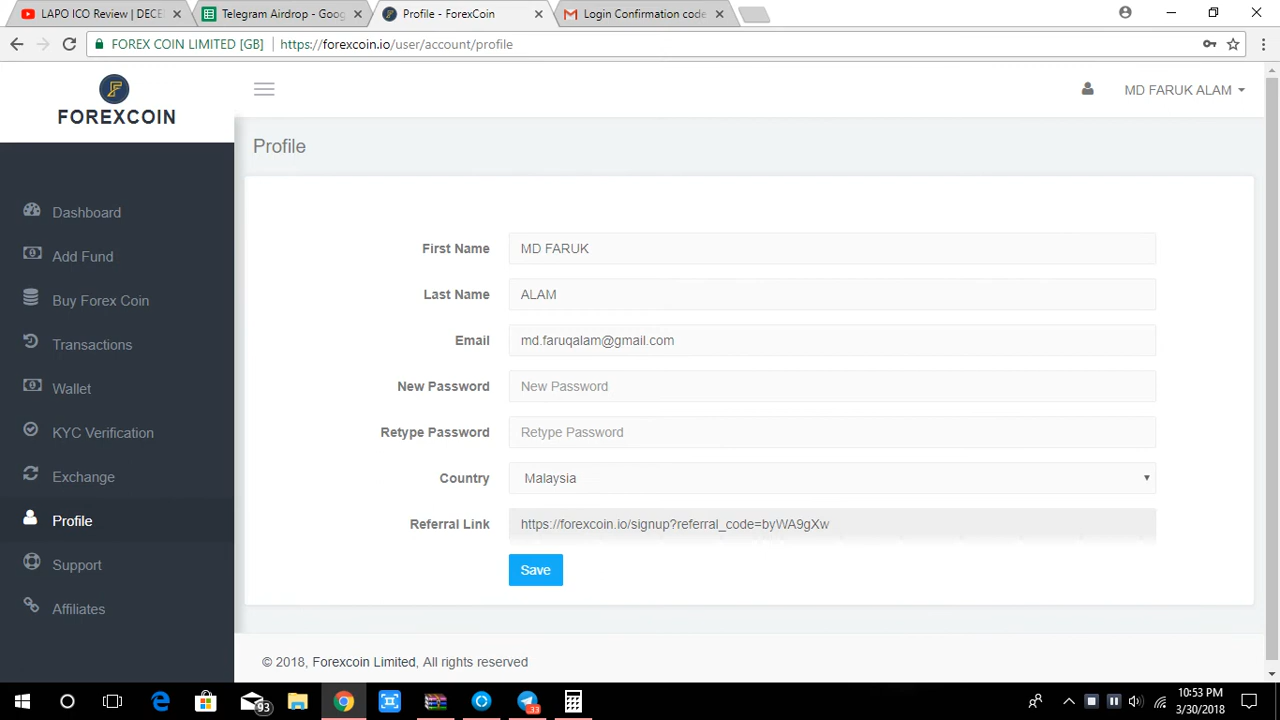 LAPO ICO Review | DECE
Telegram Airdrop - Goog
Profile - ForexCoin
Login Confirmation code
FOREX COIN LIMITED [GB]
https://forexcoin.io/user/account/profile
FOREXCOIN
MD FARUK ALAM
Profile
Dashboard
Add Fund
Buy Forex Coin
Transactions
Wallet
KYC Verification
Exchange
Profile
Support
Affiliates
First Name MD FARUK
Last Name ALAM
Email md.faruqalam@gmail.com
New Password New Password
Retype Password Retype Password
Country Malaysia
Referral Link https://forexcoin.io/signup?referral_code=byWA9gXw
Save
© 2018, Forexcoin Limited, All rights reserved
93
33
10:53 PM
3/30/2018